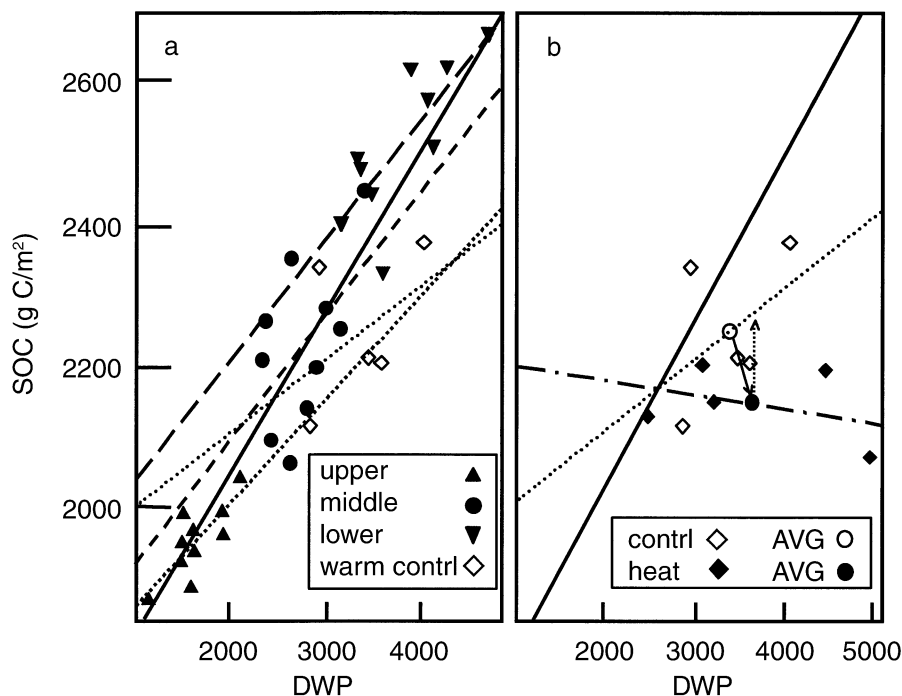 a
b
2600
2400
2200
2000
SOC (g C/m²)
upper
middle
lower
warm contrl
contrl AVG
heat AVG
2000 3000 4000
2000 3000 4000 5000
DWP
DWP